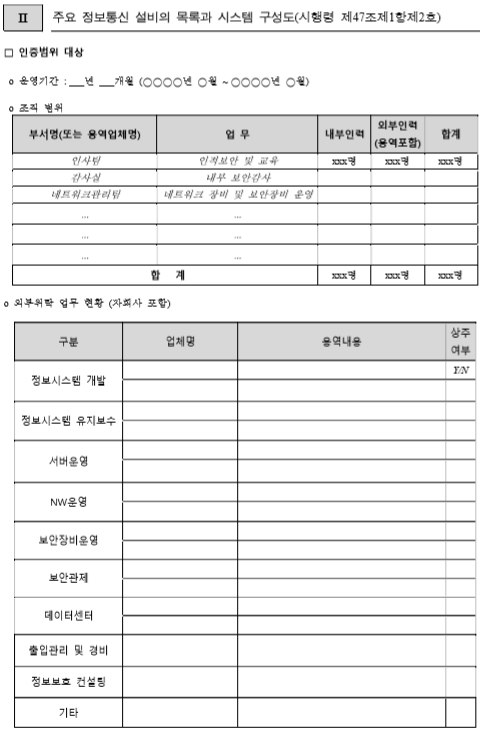 II 주요 정보통신 설비의 목록과 시스템 구성도(시행령 제47조제1항제2호)
□ 인증범위 대상
o 운영기간 : __년 __개월 (○○○○년 ○월 ~ ○○○○년 ○월)
o 조직 범위
부서명(또는 용역업체명) 업 무 내부인력 외부인력 (용역포함) 합계
인사팀 인적보안 및 교육 xxx명 xxx명 xxx명
감사실 내부 보안감사
네트워크관리팀 네트워크 장비 및 보안장비 운영
... ...
... ...
... ...
합 계 xxx명 xxx명 xxx명
o 외부위탁 업무 현황 (자회사 포함)
구분 업체명 용역내용 상주 여부
정보시스템 개발 Y/N
정보시스템 유지보수
서버운영
NW운영
보안장비운영
보안관제
데이터센터
출입관리 및 경비
정보보호 컨설팅
기타